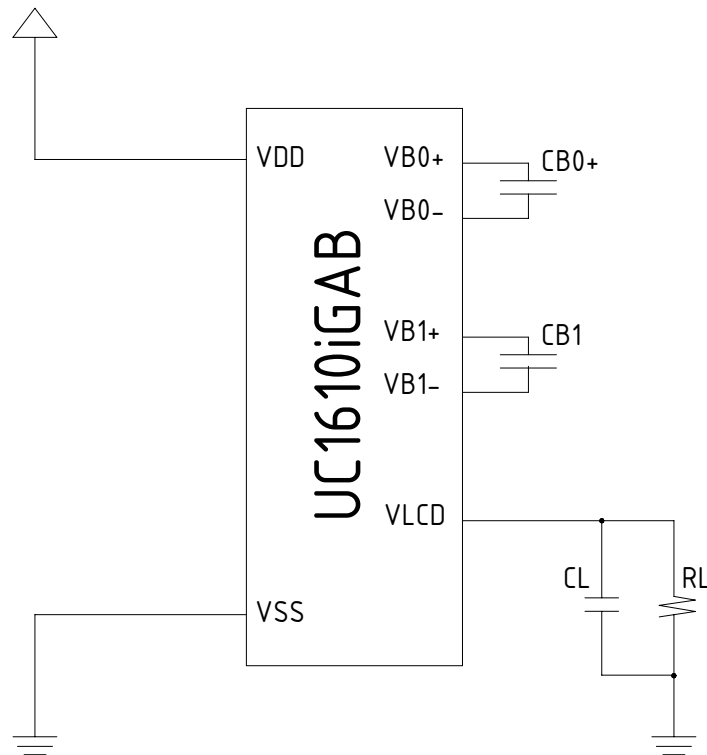 VDD
VB0+
CB0+
VB0-
UC1610iGAB
VB1+
CB1
VB1-
VLCD
CL
RL
VSS